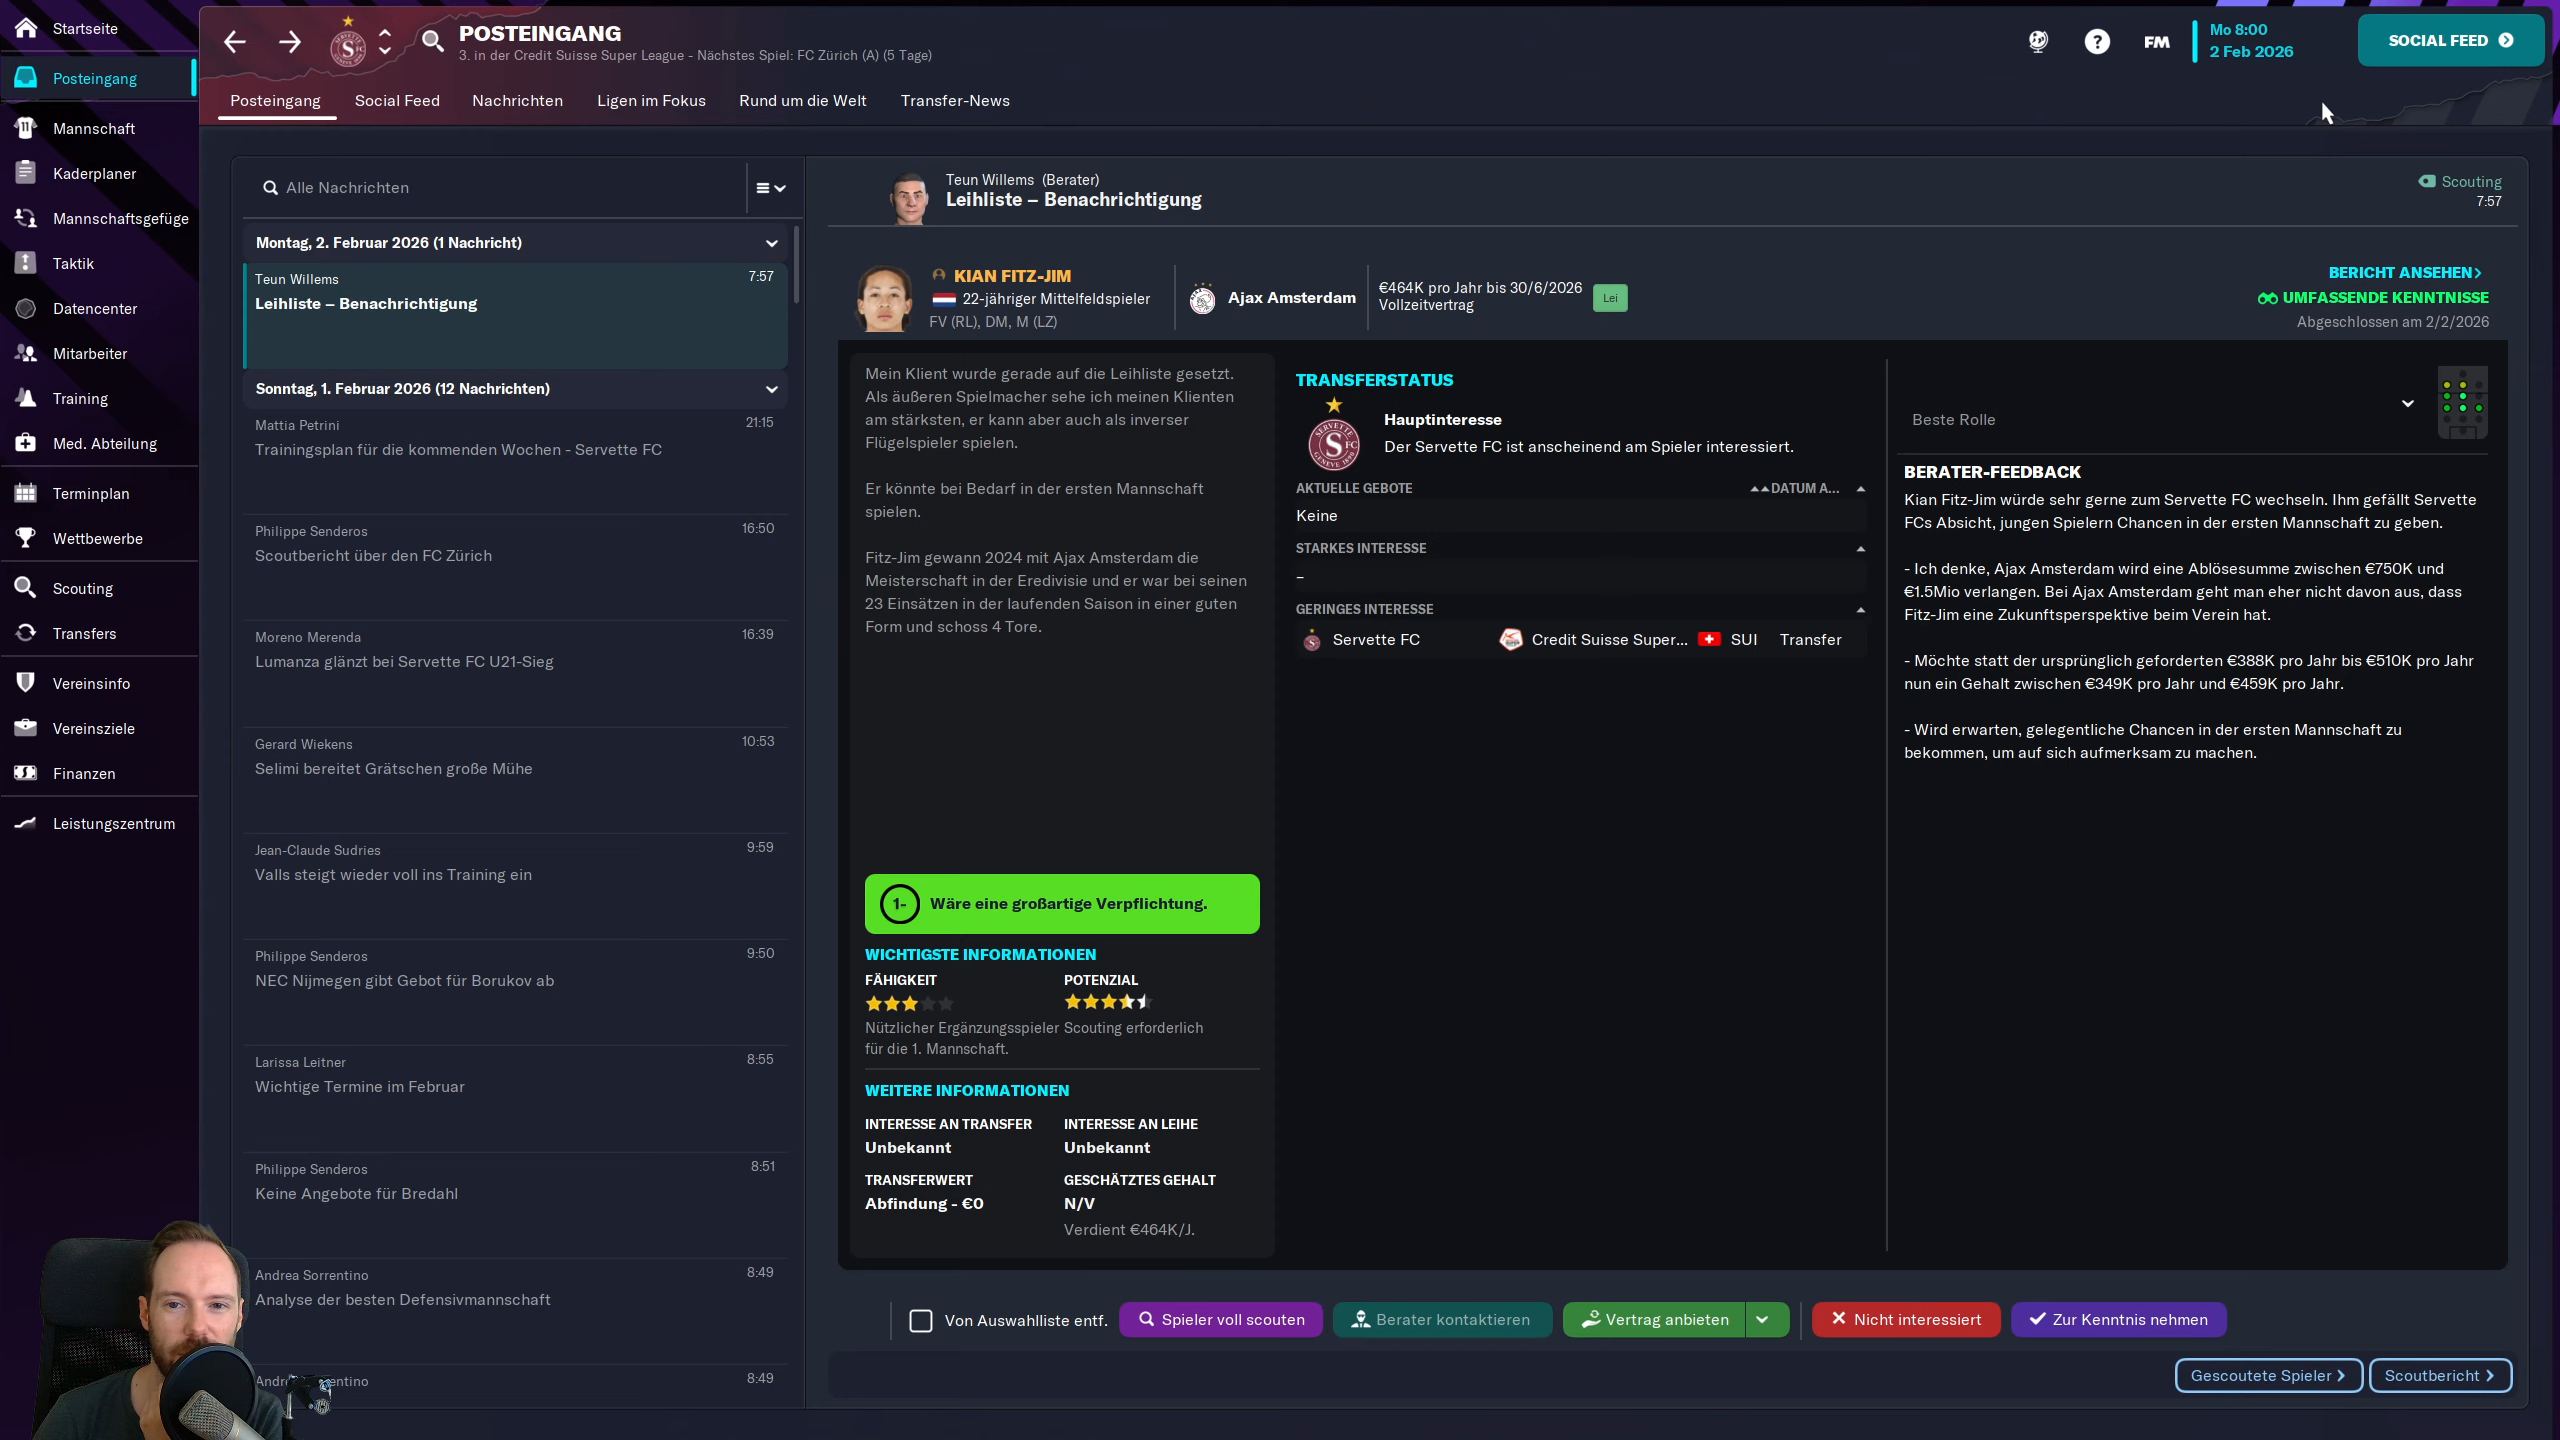 Startseite
Posteingang
Mannschaft
Kaderplaner
Mannschaftsgefüge
Taktik
Datencenter
Mitarbeiter
Training
Med. Abteilung
Terminplan
Wettbewerbe
Scouting
Transfers
Vereinsinfo
Vereinsziele
Finanzen
Leistungszentrum
POSTEINGANG
3. in der Credit Suisse Super League - Nächstes Spiel: FC Zürich (A) (5 Tage)
FM
Mo 8:00
2 Feb 2026
SOCIAL FEED
Posteingang
Social Feed
Nachrichten
Ligen im Fokus
Rund um die Welt
Transfer-News
Alle Nachrichten
Montag, 2. Februar 2026 (1 Nachricht)
Teun Willems 7:57
Leihliste – Benachrichtigung
Sonntag, 1. Februar 2026 (12 Nachrichten)
Mattia Petrini 21:15
Trainingsplan für die kommenden Wochen - Servette FC
Philippe Senderos 16:50
Scoutbericht über den FC Zürich
Moreno Merenda 16:39
Lumanza glänzt bei Servette FC U21-Sieg
Gerard Wiekens 10:53
Selimi bereitet Grätschen große Mühe
Jean-Claude Sudries 9:59
Valls steigt wieder voll ins Training ein
Philippe Senderos 9:50
NEC Nijmegen gibt Gebot für Borukov ab
Larissa Leitner 8:55
Wichtige Termine im Februar
Philippe Senderos 8:51
Keine Angebote für Bredahl
Andrea Sorrentino 8:49
Analyse der besten Defensivmannschaft
8:49
Teun Willems (Berater)
Leihliste – Benachrichtigung
Scouting
7:57
KIAN FITZ-JIM
22-jähriger Mittelfeldspieler
FV (RL), DM, M (LZ)
Ajax Amsterdam
€464K pro Jahr bis 30/6/2026
Vollzeitvertrag
Lei
BERICHT ANSEHEN>
UMFASSENDE KENNTNISSE
Abgeschlossen am 2/2/2026
Mein Klient wurde gerade auf die Leihliste gesetzt.
Als äußeren Spielmacher sehe ich meinen Klienten
am stärksten, er kann aber auch als inverser
Flügelspieler spielen.
Er könnte bei Bedarf in der ersten Mannschaft
spielen.
Fitz-Jim gewann 2024 mit Ajax Amsterdam die
Meisterschaft in der Eredivisie und er war bei seinen
23 Einsätzen in der laufenden Saison in einer guten
Form und schoss 4 Tore.
1- Wäre eine großartige Verpflichtung.
WICHTIGSTE INFORMATIONEN
FÄHIGKEIT
POTENZIAL
Nützlicher Ergänzungsspieler
für die 1. Mannschaft.
Scouting erforderlich
WEITERE INFORMATIONEN
INTERESSE AN TRANSFER
Unbekannt
INTERESSE AN LEIHE
Unbekannt
TRANSFERWERT
Abfindung - €0
GESCHÄTZTES GEHALT
N/V
Verdient €464K/J.
TRANSFERSTATUS
Hauptinteresse
Der Servette FC ist anscheinend am Spieler interessiert.
AKTUELLE GEBOTE DATUM A...
Keine
STARKES INTERESSE
–
GERINGES INTERESSE
Servette FC Credit Suisse Super... SUI Transfer
Beste Rolle
BERATER-FEEDBACK
Kian Fitz-Jim würde sehr gerne zum Servette FC wechseln. Ihm gefällt Servette
FCs Absicht, jungen Spielern Chancen in der ersten Mannschaft zu geben.
- Ich denke, Ajax Amsterdam wird eine Ablösesumme zwischen €750K und
€1.5Mio verlangen. Bei Ajax Amsterdam geht man eher nicht davon aus, dass
Fitz-Jim eine Zukunftsperspektive beim Verein hat.
- Möchte statt der ursprünglich geforderten €388K pro Jahr bis €510K pro Jahr
nun ein Gehalt zwischen €349K pro Jahr und €459K pro Jahr.
- Wird erwarten, gelegentliche Chancen in der ersten Mannschaft zu
bekommen, um auf sich aufmerksam zu machen.
Von Auswahlliste entf.
Spieler voll scouten
Berater kontaktieren
Vertrag anbieten
Nicht interessiert
Zur Kenntnis nehmen
Gescoutete Spieler >
Scoutbericht >